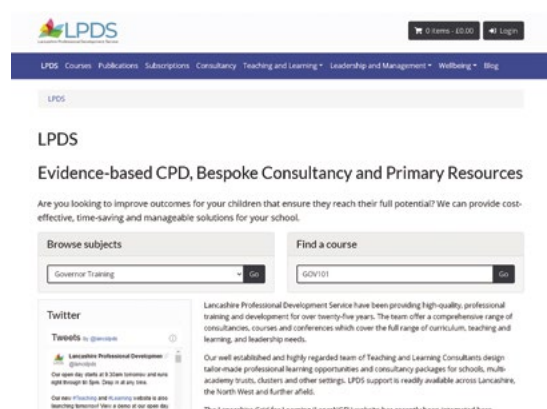 LPDS
Lancashire Professional Development Service
0 items - £0.00
Login
LPDS Courses Publications Subscriptions Consultancy Teaching and Learning Leadership and Management Wellbeing Blog
LPDS
LPDS
Evidence-based CPD, Bespoke Consultancy and Primary Resources
Are you looking to improve outcomes for your children that ensure they reach their full potential? We can provide cost-
effective, time-saving and manageable solutions for your school.
Browse subjects
Governor Training
Go
Find a course
GOV101
Go
Twitter
Tweets by @lancslpds
Lancashire Professional Development
@lancslpds
Our open day starts at 9.30am tomorrow and runs
right through till 5pm. Drop in at any time.
Our new #Teaching and #Learning website is also
launching tomorrow! View a demo at our open day
Lancashire Professional Development Service have been providing high-quality, professional
training and development for over twenty-five years. The team offer a comprehensive range of
consultancies, courses and conferences which cover the full range of curriculum, teaching and
learning, and leadership needs.
Our well established and highly regarded team of Teaching and Learning Consultants design
tailor-made professional learning opportunities and consultancy packages for schools, multi-
academy trusts, clusters and other settings. LPDS support is readily available across Lancashire,
the North West and further afield.